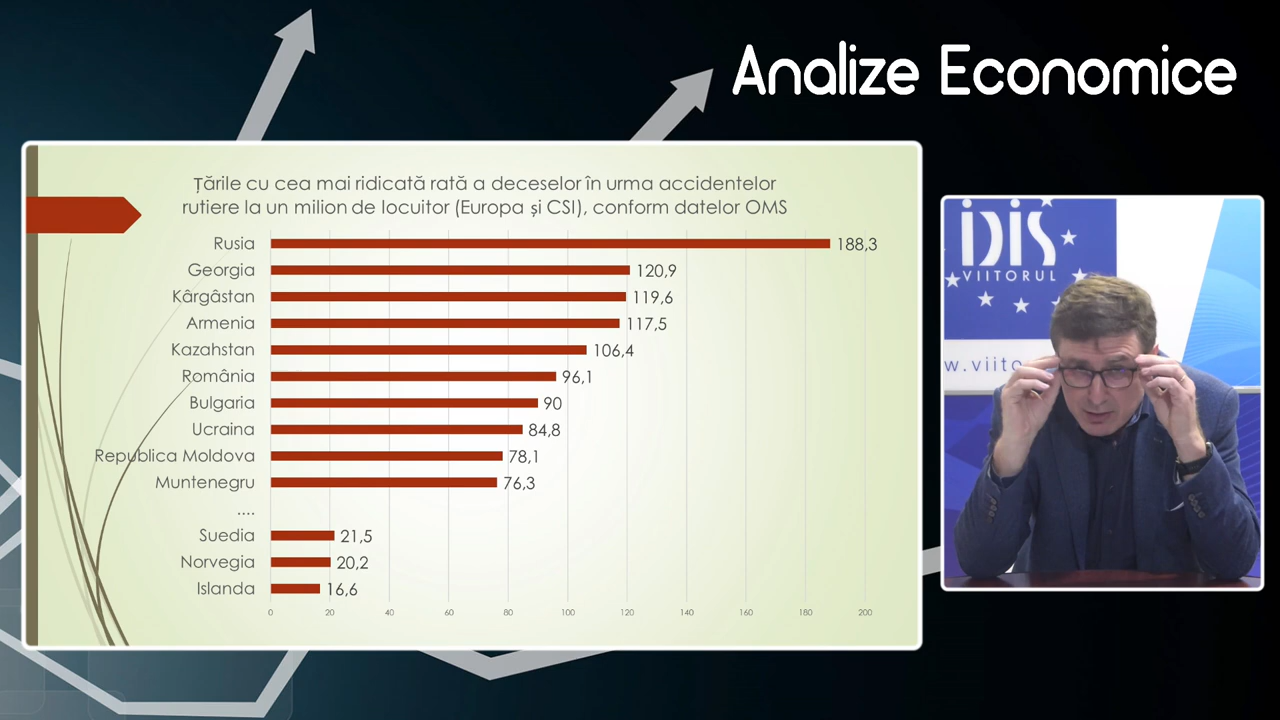 Analize Economice
Țările cu cea mai ridicată rată a deceselor în urma accidentelor
rutiere la un milion de locuitor (Europa și CSI), conform datelor OMS
Rusia 188,3
Georgia 120,9
Kârgâstan 119,6
Armenia 117,5
Kazahstan 106,4
România 96,1
Bulgaria 90
Ucraina 84,8
Republica Moldova 78,1
Muntenegru 76,3
....
Suedia 21,5
Norvegia 20,2
Islanda 16,6
0 20 40 60 80 100 120 140 160 180 200
IDIS
VIITORUL
w.viito